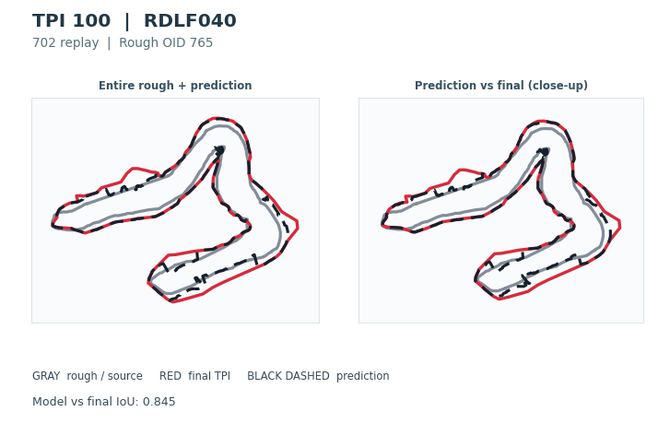 TPI 100 | RDLF040
702 replay | Rough OID 765
Entire rough + prediction
Prediction vs final (close-up)
GRAY rough / source RED final TPI BLACK DASHED prediction
Model vs final IoU: 0.845